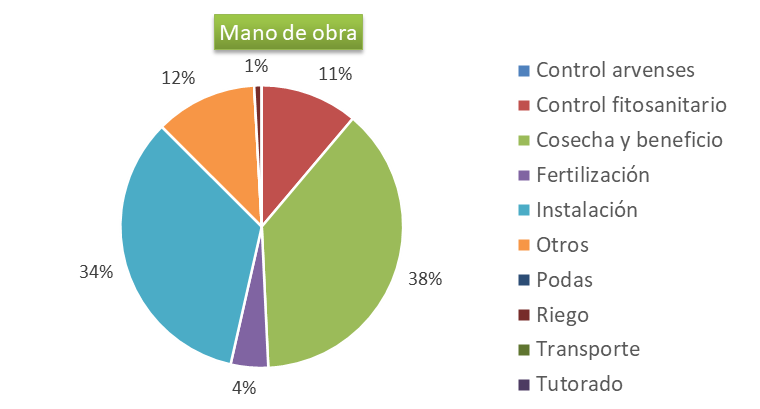 Mano de obra
1%
11%
12%
38%
34%
4%
Control arvenses
Control fitosanitario
Cosecha y beneficio
Fertilización
Instalación
Otros
Podas
Riego
Transporte
Tutorado